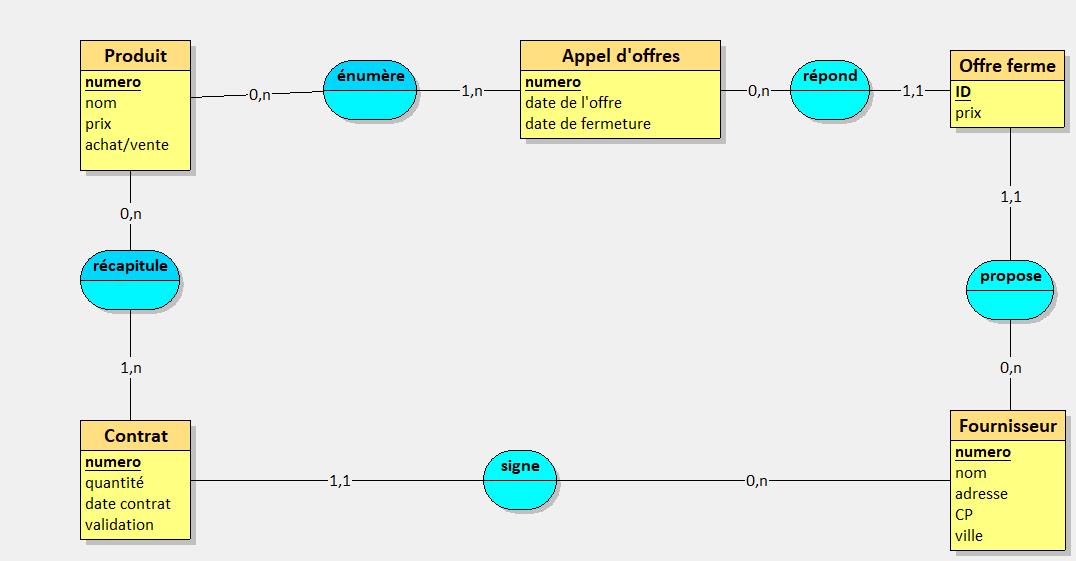 Produit
numero
nom
prix
achat/vente
0,n
énumère
1,n
Appel d'offres
numero
date de l'offre
date de fermeture
0,n
répond
1,1
Offre ferme
ID
prix
0,n
récapitule
1,n
1,1
propose
0,n
Contrat
numero
quantité
date contrat
validation
1,1
signe
0,n
Fournisseur
numero
nom
adresse
CP
ville